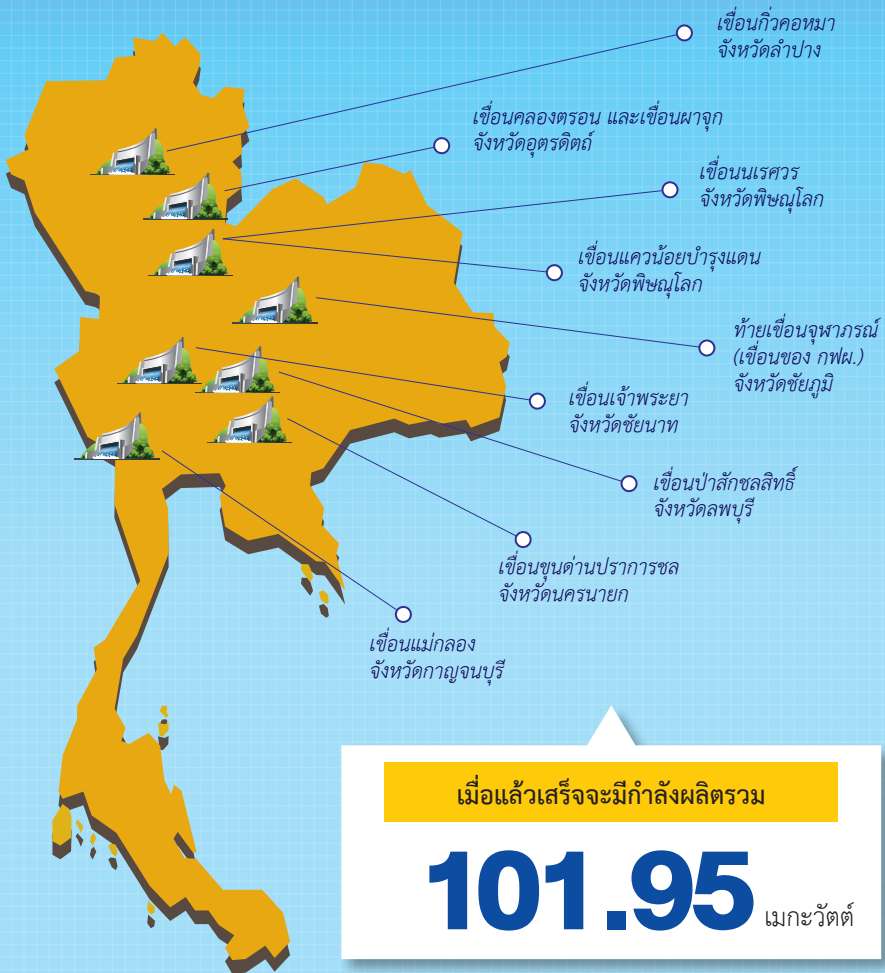 เขื่อนกิ่วคอหมา
จังหวัดลำปาง
เขื่อนคลองตรอน และเขื่อนผาจุก
จังหวัดอุตรดิตถ์
เขื่อนนเรศวร
จังหวัดพิษณุโลก
เขื่อนแควน้อยบำรุงแดน
จังหวัดพิษณุโลก
ท้ายเขื่อนจุฬาภรณ์
(เขื่อนของ กฟผ.)
จังหวัดชัยภูมิ
เขื่อนเจ้าพระยา
จังหวัดชัยนาท
เขื่อนป่าสักชลสิทธิ์
จังหวัดลพบุรี
เขื่อนขุนด่านปราการชล
จังหวัดนครนายก
เขื่อนแม่กลอง
จังหวัดกาญจนบุรี
เมื่อแล้วเสร็จจะมีกำลังผลิตรวม
101.95 เมกะวัตต์